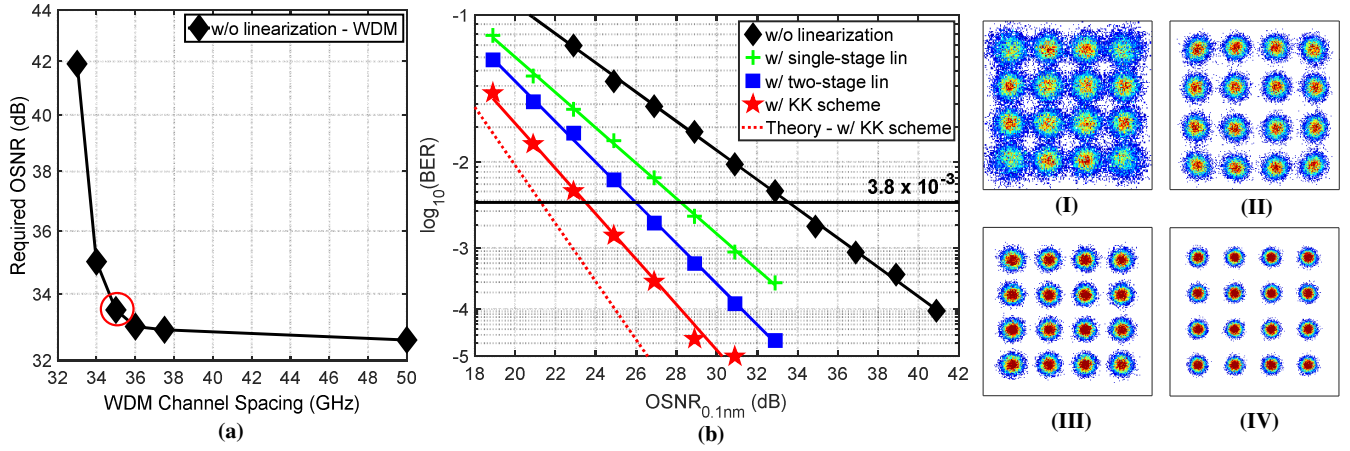 44
42
40
38
36
34
32
Required OSNR (dB)
w/o linearization - WDM
32 34 36 38 40 42 44 46 48 50
WDM Channel Spacing (GHz)
(a)
-1
-2
-3
-4
-5
log10(BER)
w/o linearization
w/ single-stage lin
w/ two-stage lin
w/ KK scheme
Theory - w/ KK scheme
3.8 x 10-3
18 20 22 24 26 28 30 32 34 36 38 40 42
OSNR0.1nm (dB)
(b)
(I)
(II)
(III)
(IV)